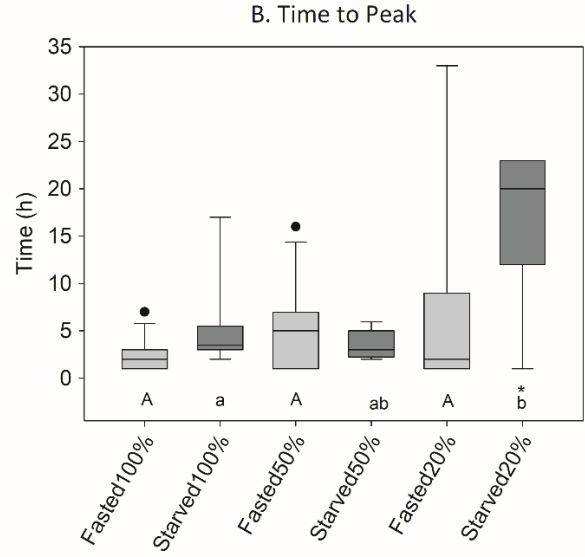 B. Time to Peak
35
30
25
20
15
10
5
0
Time (h)
A a A ab A * b
Fasted100%
Starved100%
Fasted50%
Starved50%
Fasted20%
Starved20%